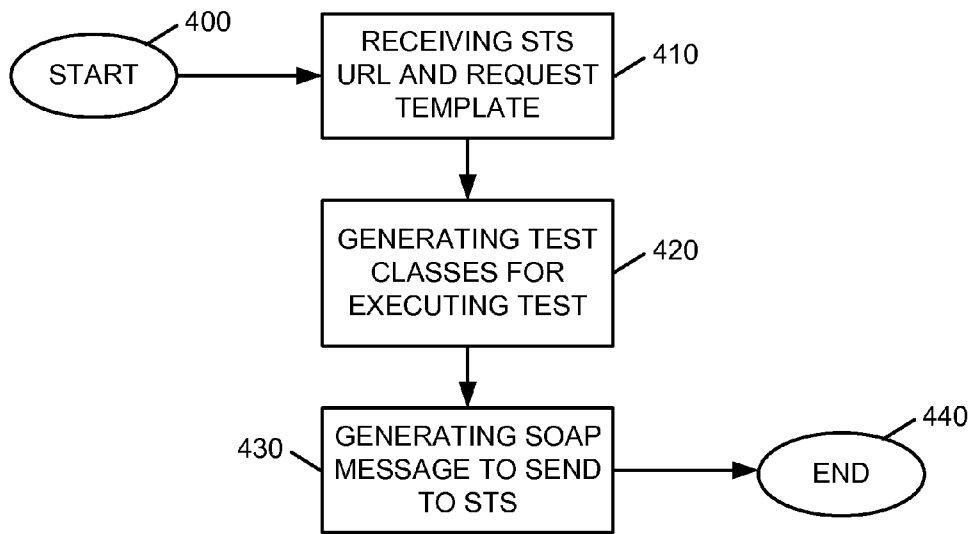 400
START
RECEIVING STS
URL AND REQUEST
TEMPLATE
410
GENERATING TEST
CLASSES FOR
EXECUTING TEST
420
430
GENERATING SOAP
MESSAGE TO SEND
TO STS
440
END